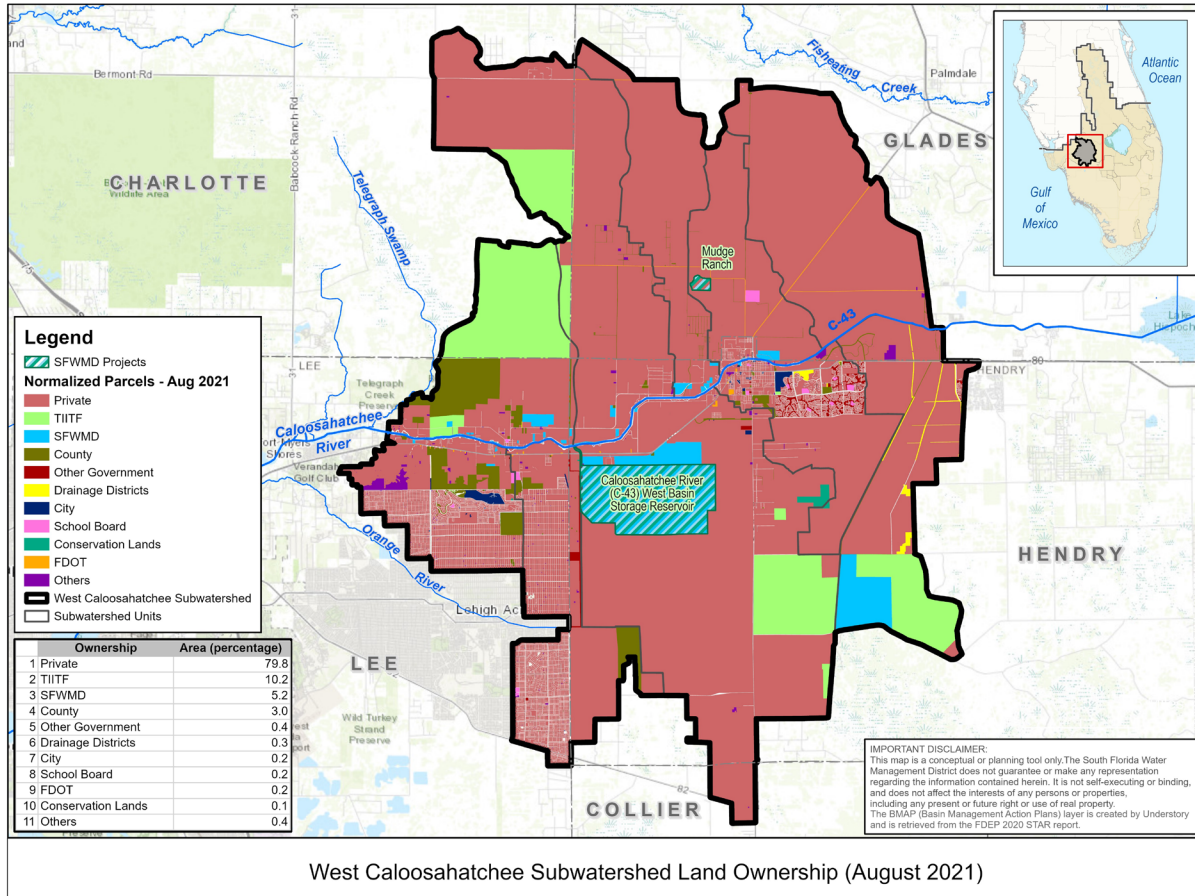 Fisheating
Creek
Palmdale
Bermont Rd
Babcock Ranch Rd
31
CHARLOTTE
Wildlife Area
GLADES
Atlantic
Ocean
Gulf
of
Mexico
Telegraph Swamp
75
Mudge
Ranch
C-43
Lake
80
HENDRY
LEE
31
Telegraph
Creek
Preserve
Caloosahatchee
River
Shores
Verandah
Golf Club
Caloosahatchee River
(C-43) West Basin
Storage Reservoir
Orange
River
HENDRY
Lehigh Ac
LEE
Wild Turkey
Strand
Preserve
COLLIER
Legend
SFWMD Projects
Normalized Parcels - Aug 2021
Private
TIITF
SFWMD
County
Other Government
Drainage Districts
City
School Board
Conservation Lands
FDOT
Others
West Caloosahatchee Subwatershed
Subwatershed Units
Ownership Area (percentage)
1 Private 79.8
2 TIITF 10.2
3 SFWMD 5.2
4 County 3.0
5 Other Government 0.4
6 Drainage Districts 0.3
7 City 0.2
8 School Board 0.2
9 FDOT 0.2
10 Conservation Lands 0.1
11 Others 0.4
IMPORTANT DISCLAIMER:
This map is a conceptual or planning tool only.The South Florida Water
Management District does not guarantee or make any representation
regarding the information contained herein. It is not self-executing or binding,
and does not affect the interests of any persons or properties,
including any present or future right or use of real property.
The BMAP (Basin Management Action Plans) layer is created by Understory
and is retrieved from the FDEP 2020 STAR report.
West Caloosahatchee Subwatershed Land Ownership (August 2021)